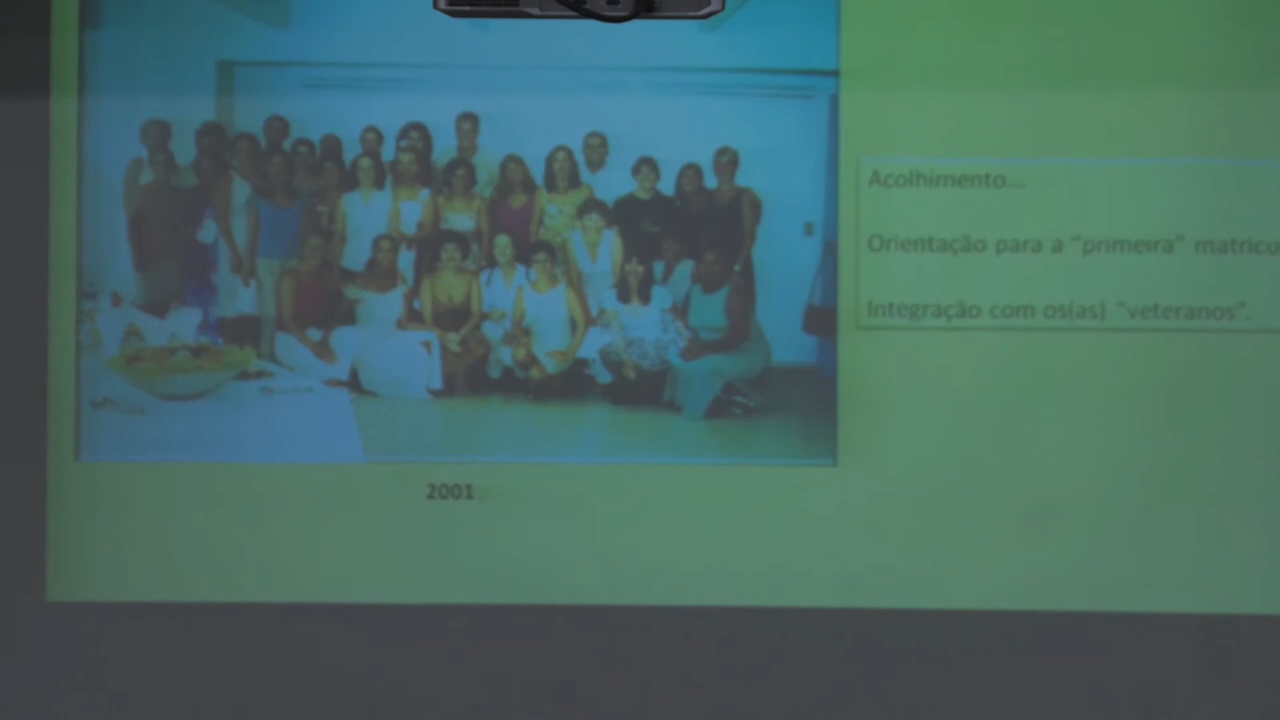 Acolhimento...
Orientação para a "primeira" matricu
Integração com os(as) "veteranos".
2001